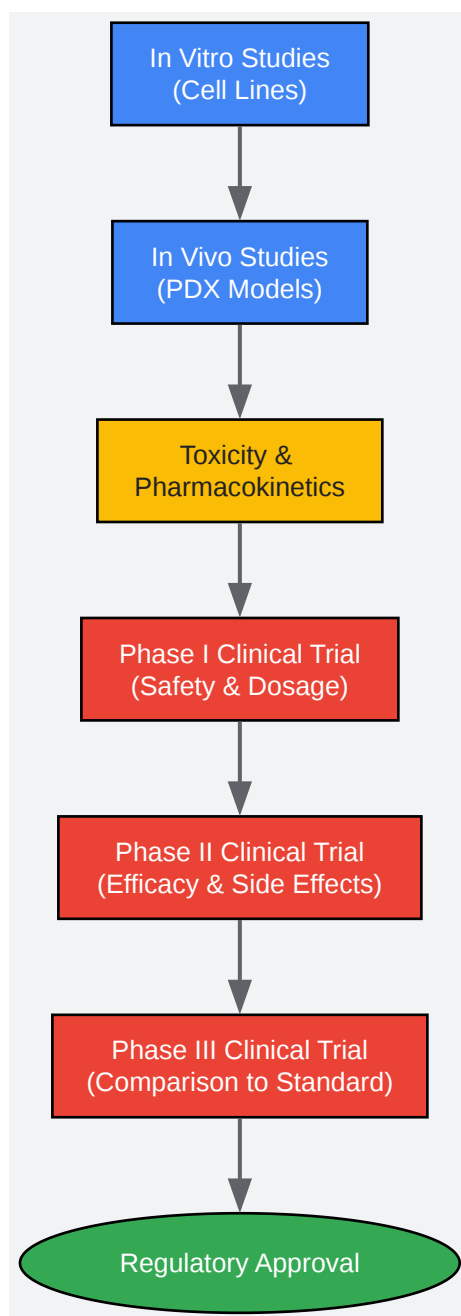 In Vitro Studies
(Cell Lines)
In Vivo Studies
(PDX Models)
Toxicity &
Pharmacokinetics
Phase I Clinical Trial
(Safety & Dosage)
Phase II Clinical Trial
(Efficacy & Side Effects)
Phase III Clinical Trial
(Comparison to Standard)
Regulatory Approval